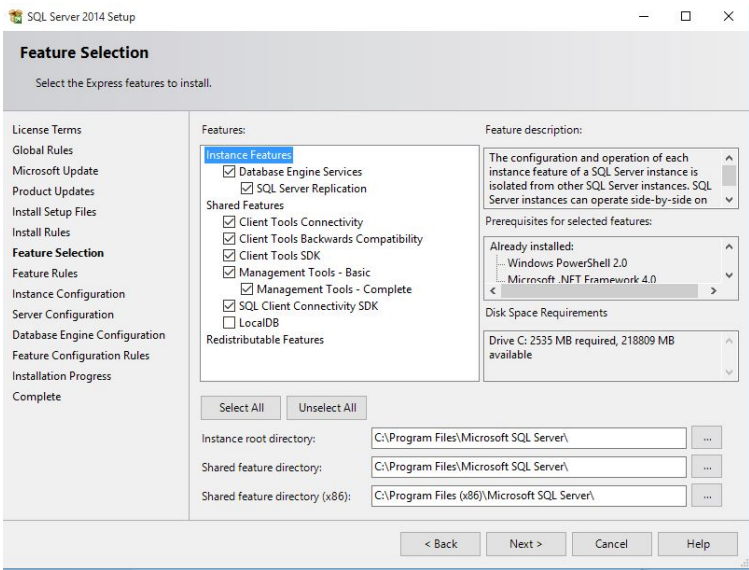 SQL Server 2014 Setup
Feature Selection
Select the Express features to install.
License Terms
Global Rules
Microsoft Update
Product Updates
Install Setup Files
Install Rules
Feature Selection
Feature Rules
Instance Configuration
Server Configuration
Database Engine Configuration
Feature Configuration Rules
Installation Progress
Complete
Features:
Instance Features
Database Engine Services
SQL Server Replication
Shared Features
Client Tools Connectivity
Client Tools Backwards Compatibility
Client Tools SDK
Management Tools - Basic
Management Tools - Complete
SQL Client Connectivity SDK
LocalDB
Redistributable Features
Feature description:
The configuration and operation of each
instance feature of a SQL Server instance is
isolated from other SQL Server instances. SQL
Server instances can operate side-by-side on
Prerequisites for selected features:
Already installed:
Windows PowerShell 2.0
Microsoft .NET Framework 4.0
Disk Space Requirements
Drive C: 2535 MB required, 218809 MB
available
Select All
Unselect All
Instance root directory:
C:\Program Files\Microsoft SQL Server\
...
Shared feature directory:
C:\Program Files\Microsoft SQL Server\
...
Shared feature directory (x86):
C:\Program Files (x86)\Microsoft SQL Server\
...
< Back
Next >
Cancel
Help